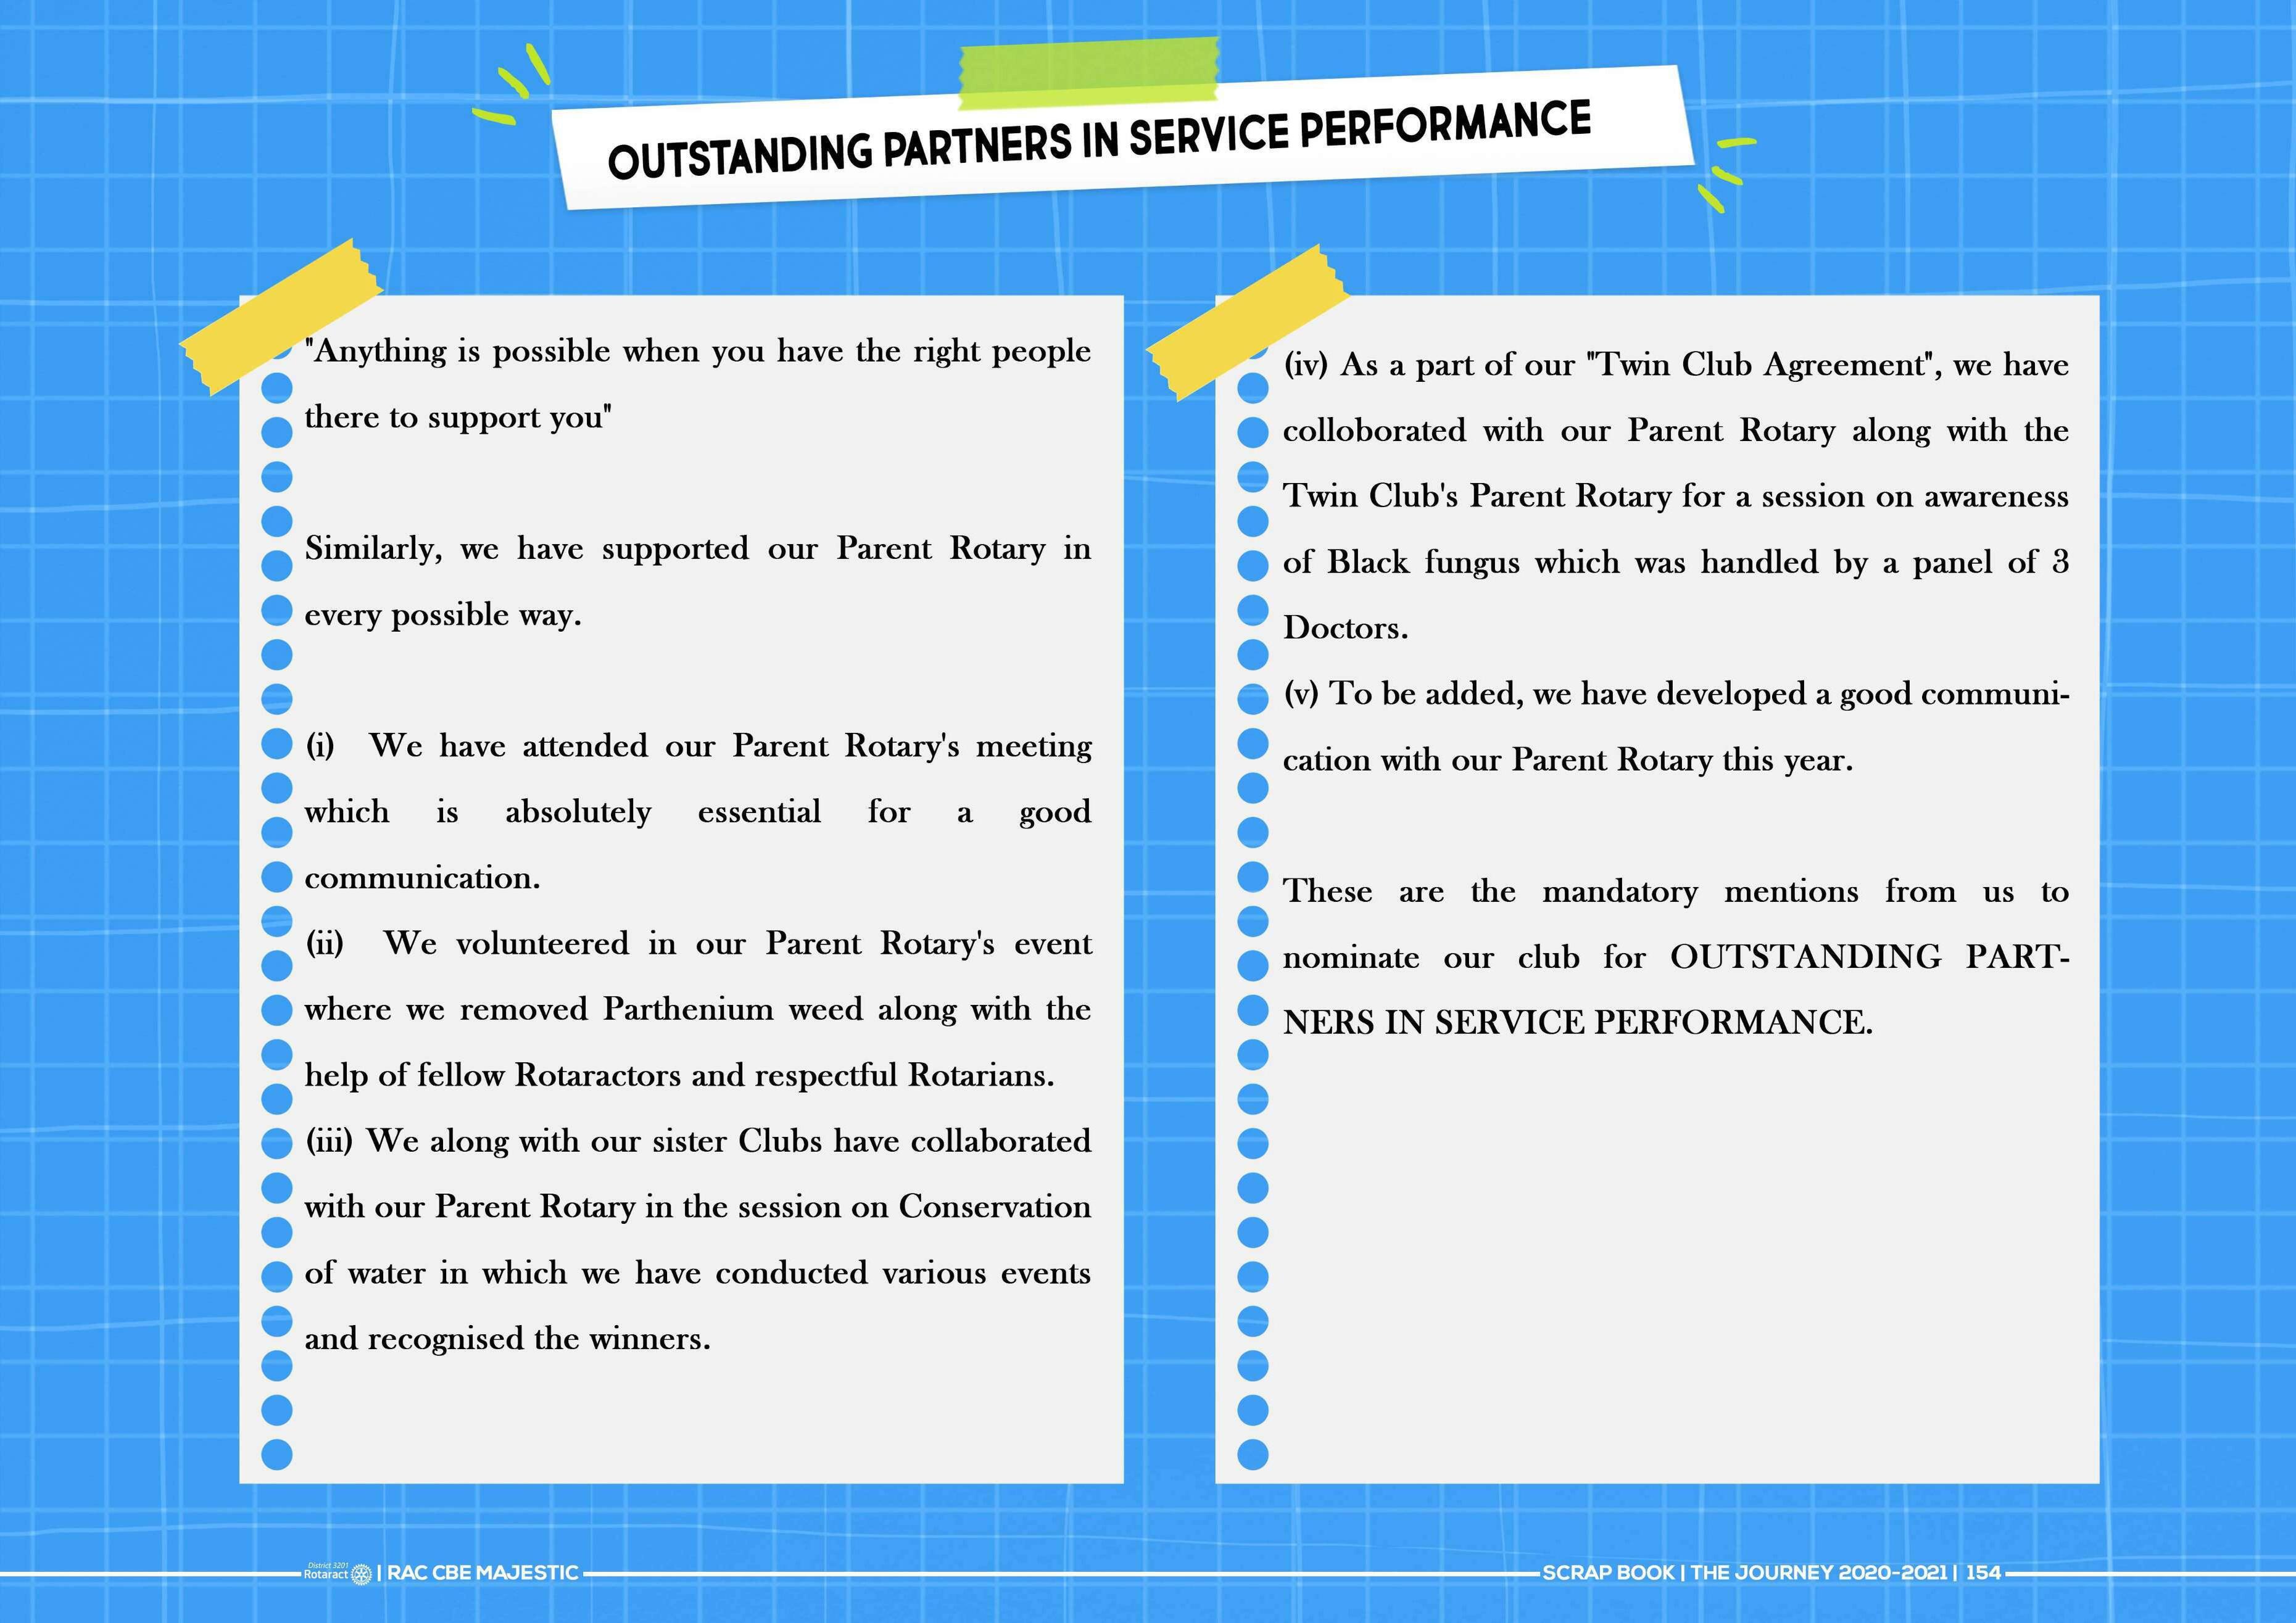 OUTSTANDING PARTNERS IN SERVICE PERFORMANCE
"Anything is possible when you have the right people
there to support you"
Similarly, we have supported our Parent Rotary in
every possible way.
(i) We have attended our Parent Rotary's meeting
which is absolutely essential for a good
communication.
(ii) We volunteered in our Parent Rotary's event
where we removed Parthenium weed along with the
help of fellow Rotaractors and respectful Rotarians.
(iii) We along with our sister Clubs have collaborated
with our Parent Rotary in the session on Conservation
of water in which we have conducted various events
and recognised the winners.
(iv) As a part of our "Twin Club Agreement", we have
colloborated with our Parent Rotary along with the
Twin Club's Parent Rotary for a session on awareness
of Black fungus which was handled by a panel of 3
Doctors.
(v) To be added, we have developed a good communi-
cation with our Parent Rotary this year.
These are the mandatory mentions from us to
nominate our club for OUTSTANDING PART-
NERS IN SERVICE PERFORMANCE.
District 3201
Rotaract | RAC CBE MAJESTIC
SCRAP BOOK | THE JOURNEY 2020-2021 | 154